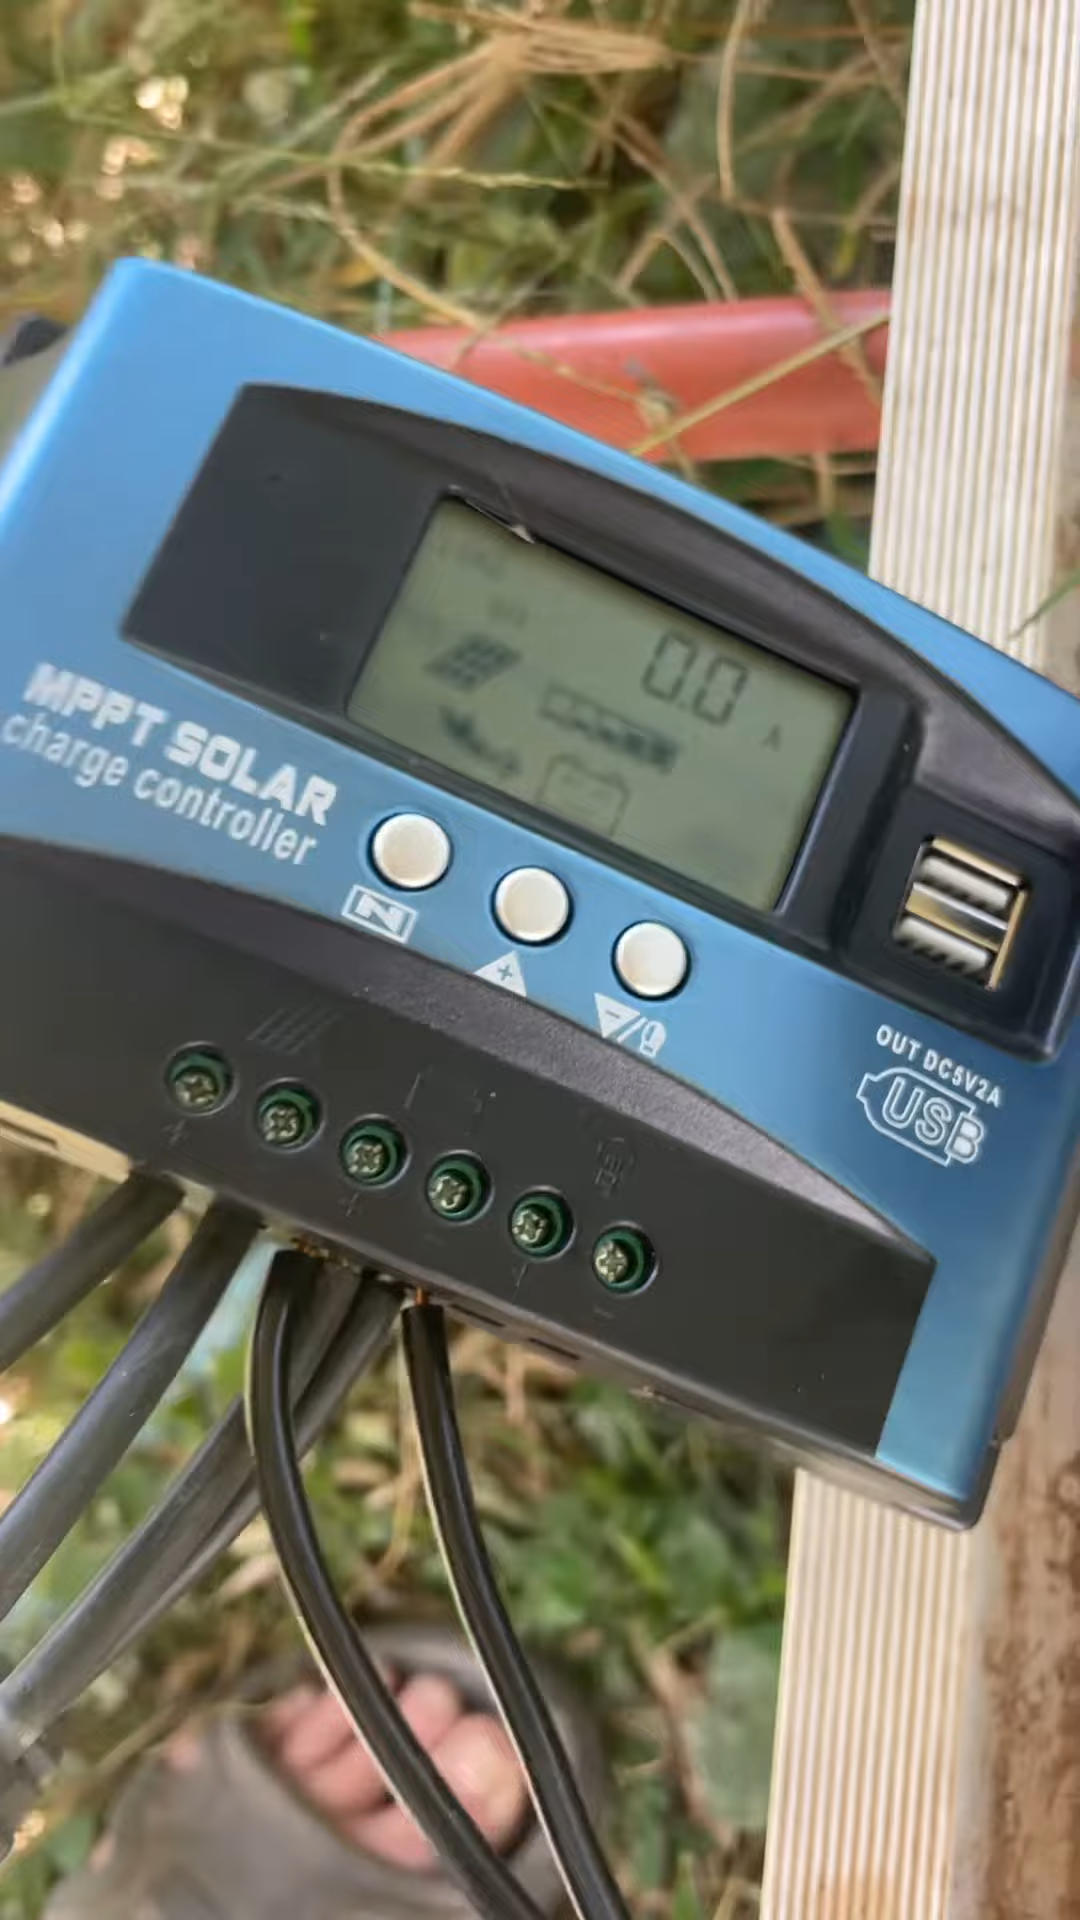 0.0 A
MPPT SOLAR
charge controller
+
-/
OUT DC5V2A
USB
+ + - + -